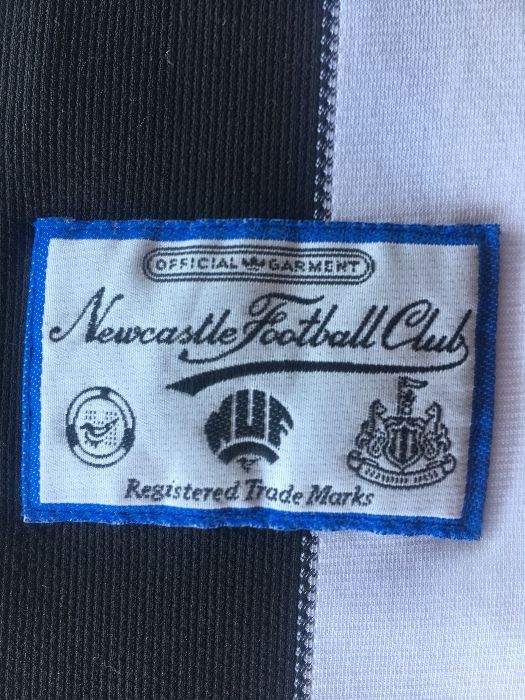 OFFICIAL GARMENT
Newcastle Football Club
NUF
Registered Trade Marks